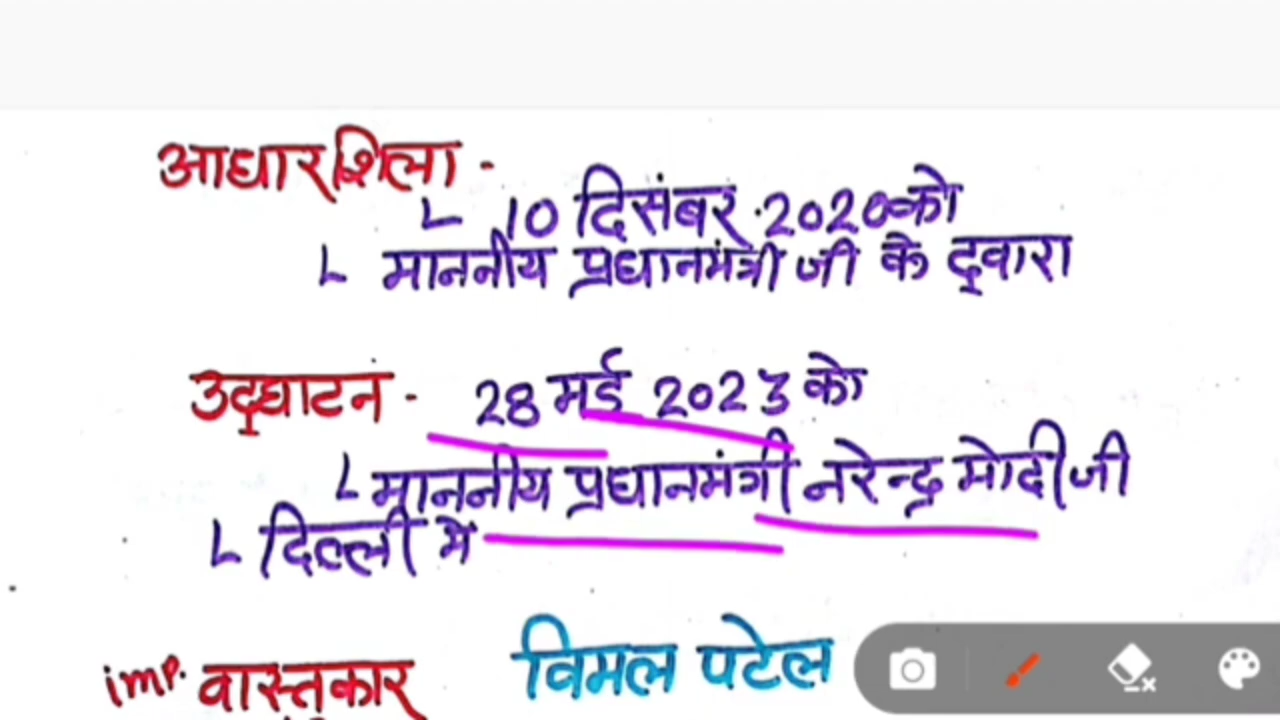 आधारशिला -
∟ 10 दिसंबर 2020 को
∟ माननीय प्रधानमंत्री जी के द्वारा
उद्घाटन - 28 मई 2023 को
∟ माननीय प्रधानमंत्री नरेन्द्र मोदी जी
∟ दिल्ली में
imp. वास्तुकार विमल पटेल